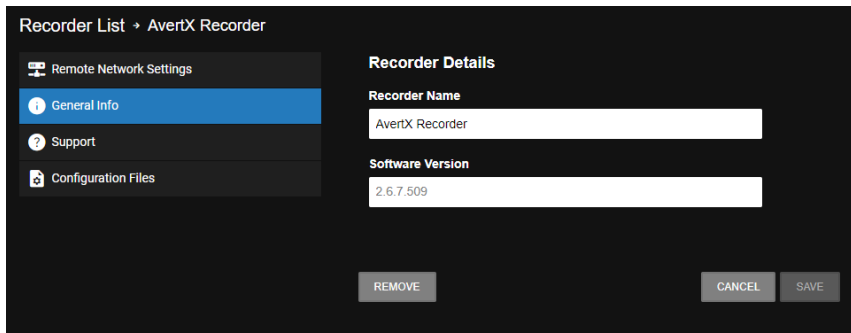 Recorder List → AvertX Recorder
Remote Network Settings
General Info
Support
Configuration Files
Recorder Details
Recorder Name
AvertX Recorder
Software Version
2.6.7.509
REMOVE
CANCEL
SAVE